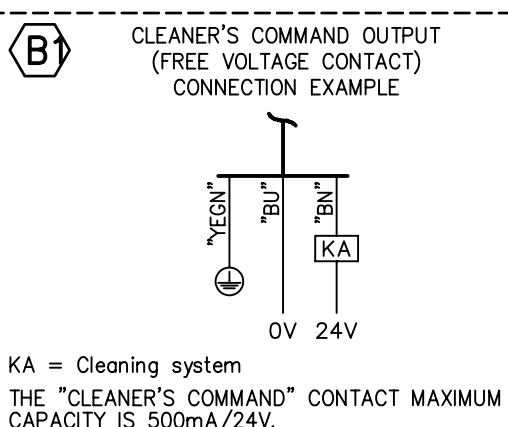 B1
CLEANER'S COMMAND OUTPUT
(FREE VOLTAGE CONTACT)
CONNECTION EXAMPLE
"YEGN"
"BU"
"BN"
KA
0V 24V
KA = Cleaning system
THE "CLEANER'S COMMAND" CONTACT MAXIMUM
CAPACITY IS 500mA/24V.